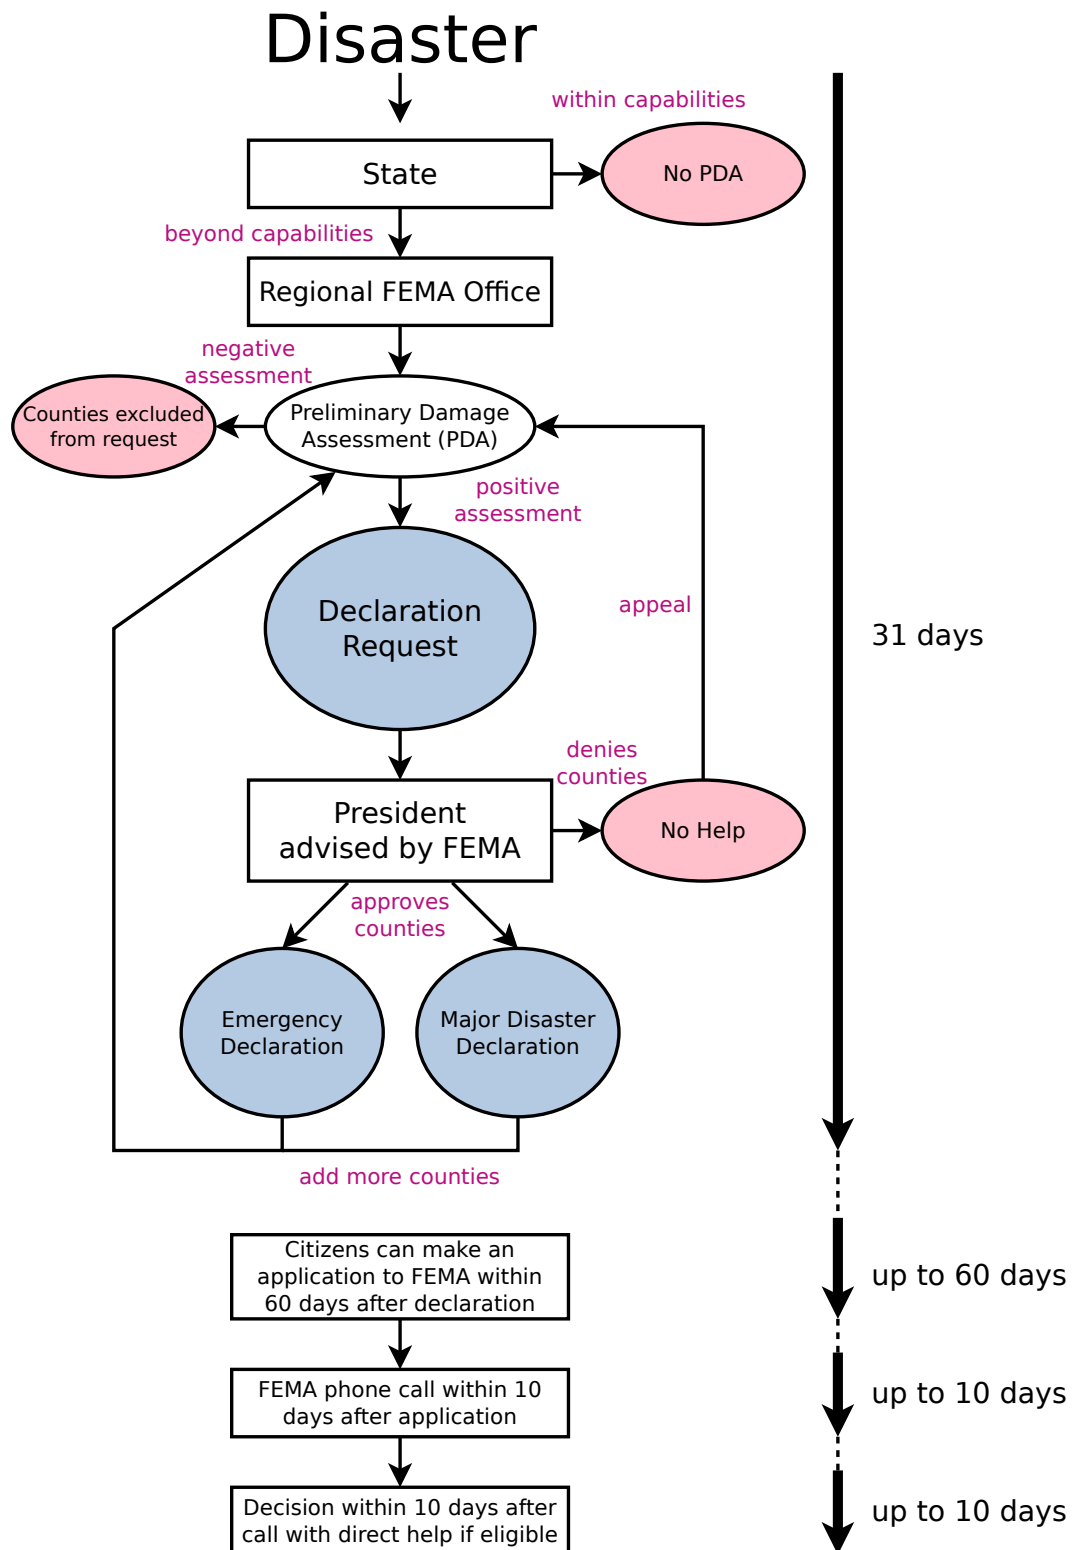 Disaster
within capabilities
State
No PDA
beyond capabilities
Regional FEMA Office
negative
assessment
Counties excluded
from request
Preliminary Damage
Assessment (PDA)
positive
assessment
Declaration
Request
appeal
31 days
denies
counties
President
advised by FEMA
No Help
approves
counties
Emergency
Declaration
Major Disaster
Declaration
add more counties
Citizens can make an
application to FEMA within
60 days after declaration
up to 60 days
FEMA phone call within 10
days after application
up to 10 days
Decision within 10 days after
call with direct help if eligible
up to 10 days